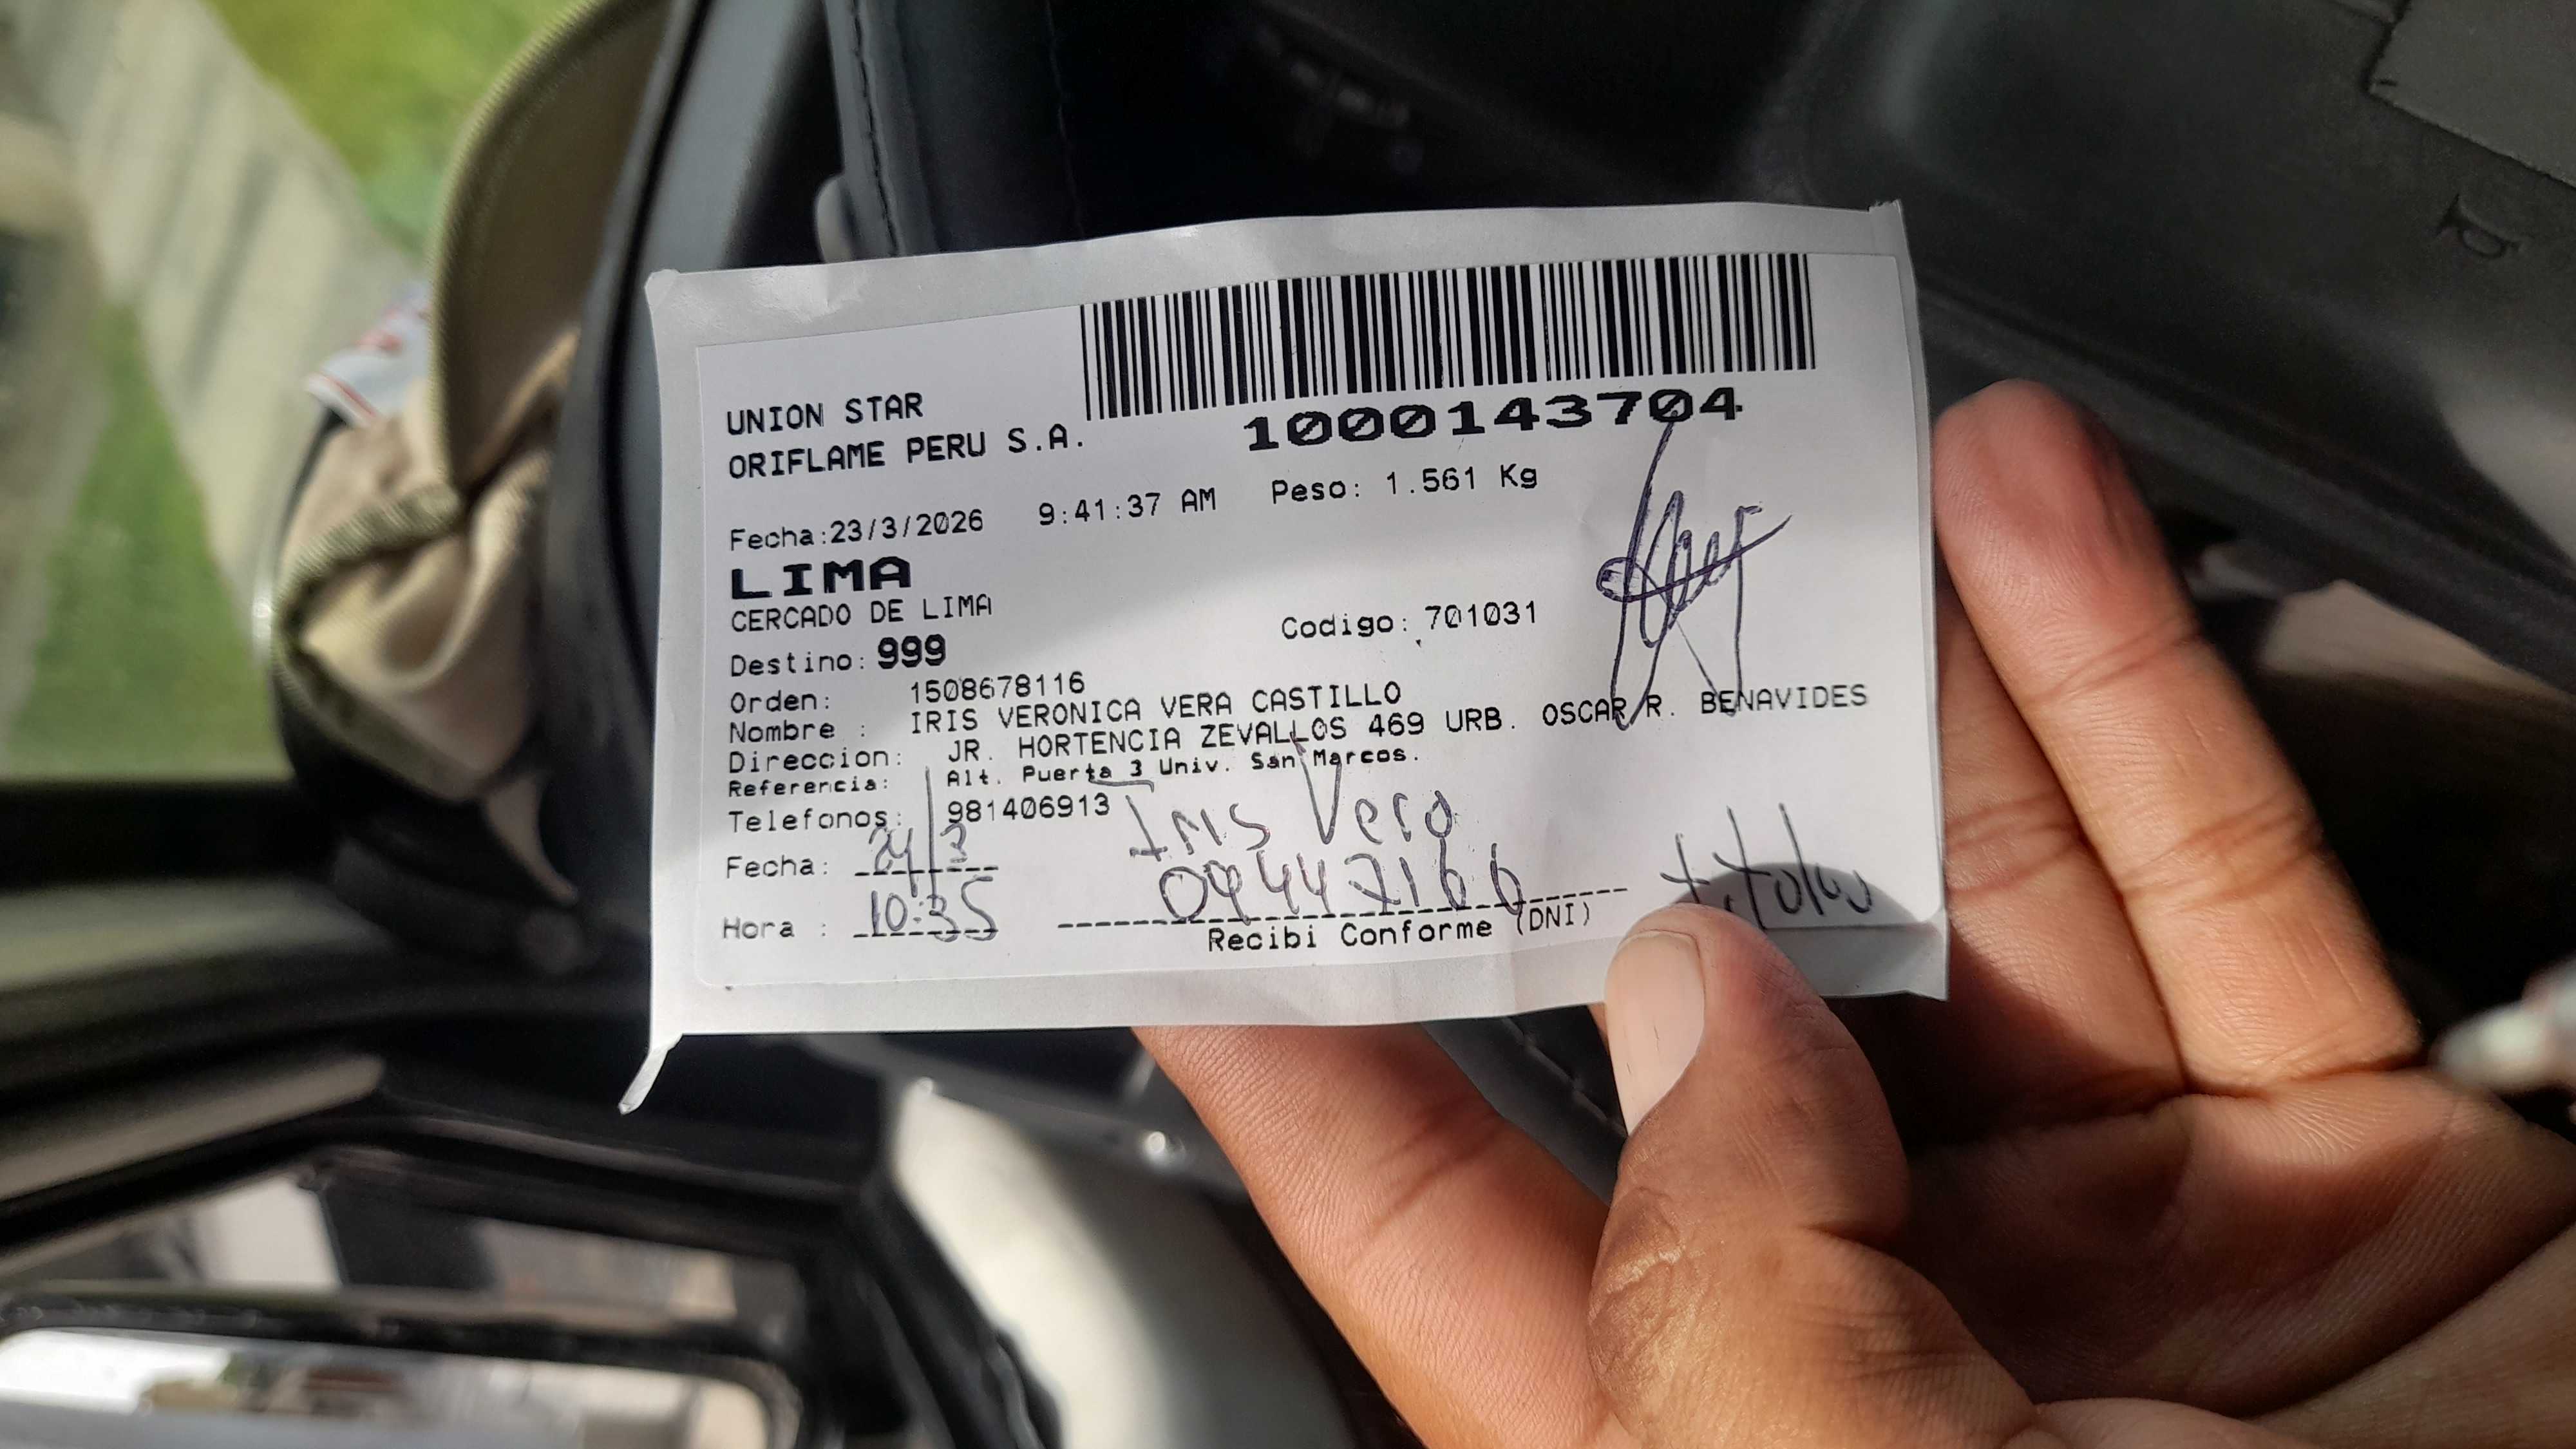 UNION STAR
ORIFLAME PERU S.A.
1000143704
Fecha:23/3/2026 9:41:37 AM Peso: 1.561 Kg
LIMA
CERCADO DE LIMA
Destino: 999 Codigo: 701031
Orden: 1508678116
Nombre : IRIS VERONICA VERA CASTILLO
Direccion: JR. HORTENCIA ZEVALLOS 469 URB. OSCAR R. BENAVIDES
Referencia: Alt. Puerta 3 Univ. San Marcos.
Telefonos: 981406913
Iris Vera
Fecha: 24/3
09447166 titular
Hora : 10:35
Recibi Conforme (DNI)